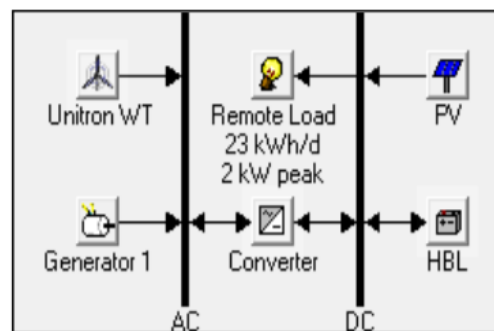 Unitron WT
Remote Load
23 kWh/d
2 kW peak
PV
Generator 1
Converter
HBL
AC
DC